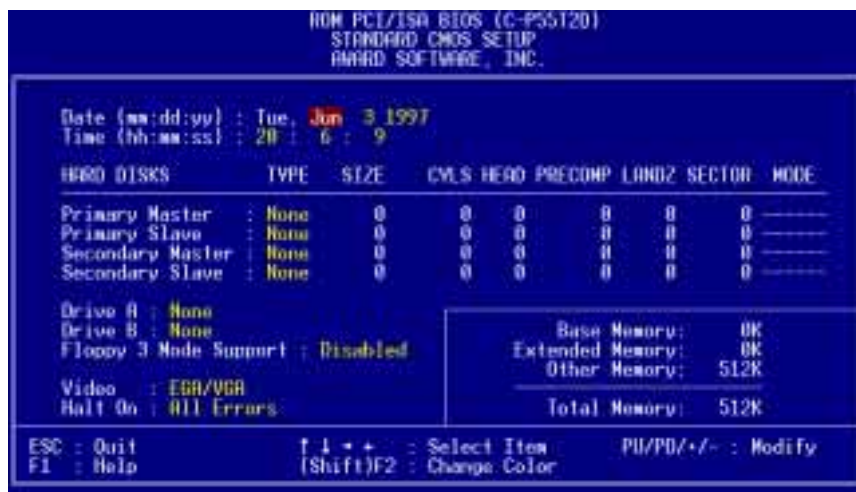 ROM PCI/ISA BIOS (C-P55T2D)
STANDARD CMOS SETUP
AWARD SOFTWARE, INC.
Date (mm:dd:yy) : Tue, Jun 3 1997
Time (hh:mm:ss) : 20 : 6 : 9
HARD DISKS TYPE SIZE CYLS HEAD PRECOMP LANDZ SECTOR MODE
Primary Master : None 0 0 0 0 0 0 ------
Primary Slave : None 0 0 0 0 0 0 ------
Secondary Master : None 0 0 0 0 0 0 ------
Secondary Slave : None 0 0 0 0 0 0 ------
Drive A : None
Drive B : None
Floppy 3 Mode Support : Disabled
Video : EGA/VGA
Halt On : All Errors
Base Memory: 0K
Extended Memory: 0K
Other Memory: 512K
Total Memory: 512K
ESC : Quit ↑ ↓ → ← : Select Item PU/PD/+/- : Modify
F1 : Help (Shift)F2 : Change Color